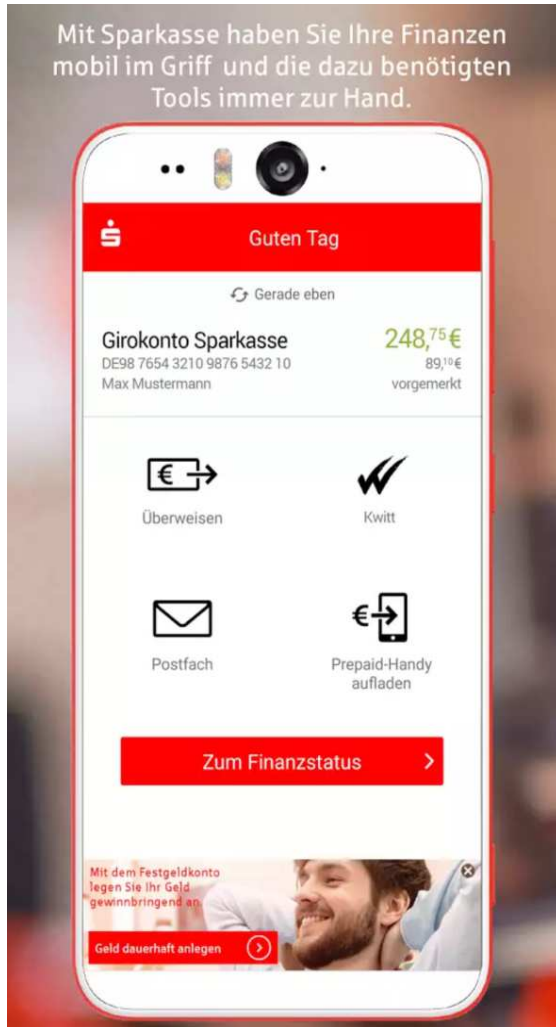 Mit Sparkasse haben Sie Ihre Finanzen
mobil im Griff und die dazu benötigten
Tools immer zur Hand.
Guten Tag
Gerade eben
Girokonto Sparkasse 248,75€
DE98 7654 3210 9876 5432 10 89,10€
Max Mustermann vorgemerkt
Überweisen Kwitt
Postfach Prepaid-Handy
aufladen
Zum Finanzstatus
Mit dem Festgeldkonto
legen Sie Ihr Geld
gewinnbringend an.
Geld dauerhaft anlegen